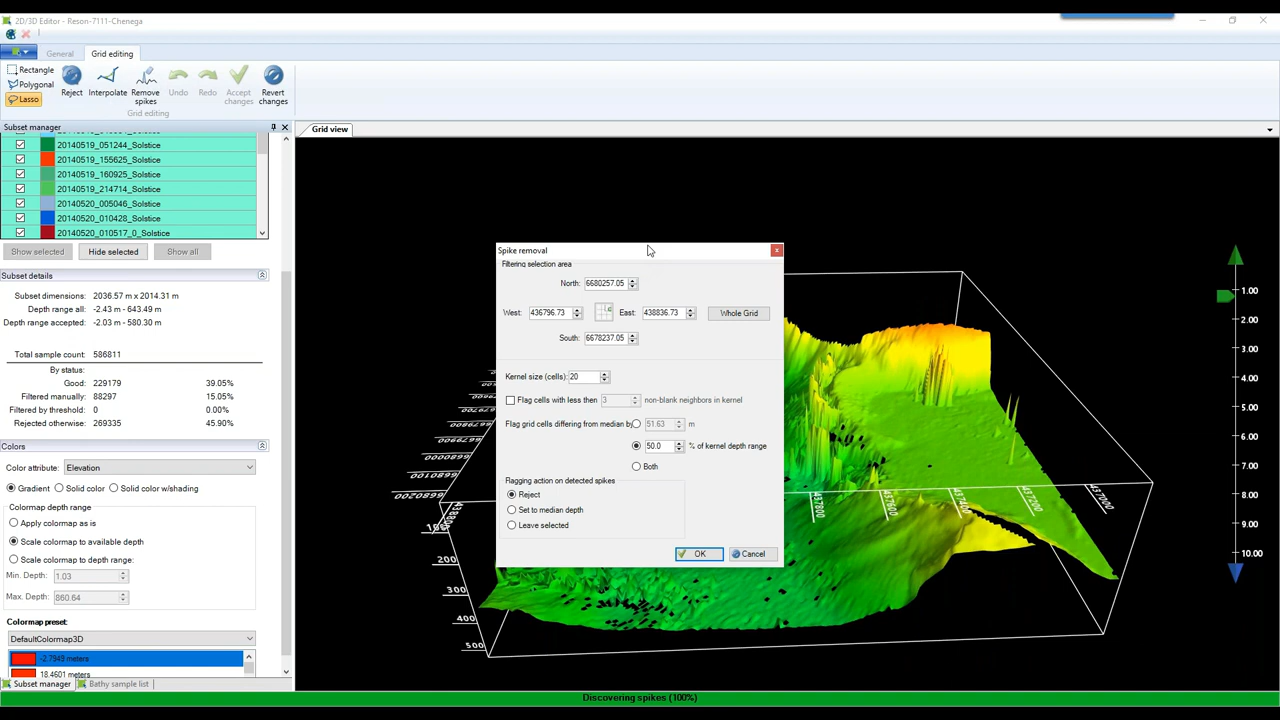 2D/3D Editor - Reson-7111-Chenega
General
Grid editing
Rectangle
Polygonal
Lasso
Reject
Interpolate
Remove
spikes
Undo
Redo
Accept
changes
Revert
changes
Grid editing
Subset manager
Grid view
20140519_051244_Solstice
20140519_155625_Solstice
20140519_160925_Solstice
20140519_214714_Solstice
20140520_005046_Solstice
20140520_010428_Solstice
20140520_010517_0_Solstice
Show selected
Hide selected
Show all
Subset details
Subset dimensions: 2036.57 m x 2014.31 m
Depth range all: -2.43 m - 643.49 m
Depth range accepted: -2.03 m - 580.30 m
Total sample count: 586811
By status:
Good: 229179 39.05%
Filtered manually: 88297 15.05%
Filtered by threshold: 0 0.00%
Rejected otherwise: 269335 45.90%
Colors
Color attribute: Elevation
Gradient Solid color Solid color w/shading
Colormap depth range
Apply colormap as is
Scale colormap to available depth
Scale colormap to depth range:
Min. Depth: 1.03
Max. Depth: 860.64
Colormap preset:
DefaultColormap3D
-2.7949 meters
18.4601 meters
Subset manager
Bathy sample list
Spike removal
Filtering selection area
North: 6680257.05
West: 436796.73
East: 438836.73
Whole Grid
South: 6678237.05
Kernel size (cells): 20
Flag cells with less then 3 non-blank neighbors in kernel
Flag grid cells differing from median by
51.63 m
50.0 % of kernel depth range
Both
Flagging action on detected spikes
Reject
Set to median depth
Leave selected
OK
Cancel
437800
437600
437400
437200
437000
200
300
400
500
1.00
2.00
3.00
4.00
5.00
6.00
7.00
8.00
9.00
10.00
Discovering spikes (100%)